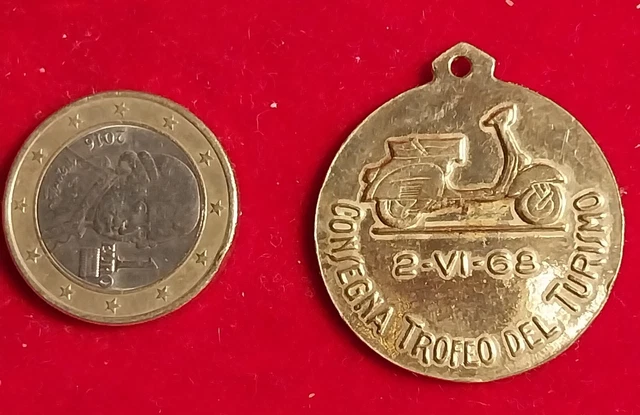 2016
2-VI-68
CONSEGNA TROFEO DEL TURISMO